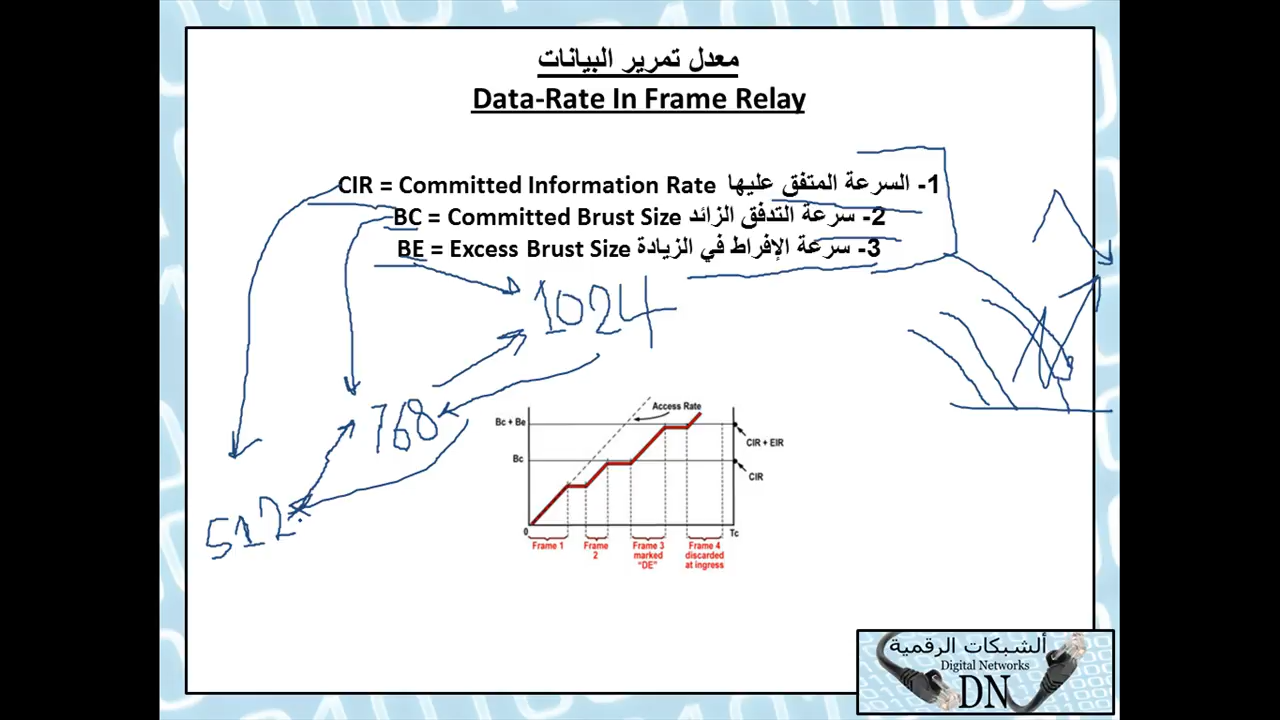 معدل تمرير البيانات
Data-Rate In Frame Relay
1- السرعة المتفق عليها CIR = Committed Information Rate
2- سرعة التدفق الزائد BC = Committed Brust Size
3- سرعة الإفراط في الزيادة BE = Excess Brust Size
1024
768
512
Access Rate
Bc + Be
CIR + EIR
Bc
CIR
0
Tc
Frame 1
Frame 2
Frame 3 marked "DE"
Frame 4 discarded at ingress
ألشبكات الرقمية
Digital Networks
DN